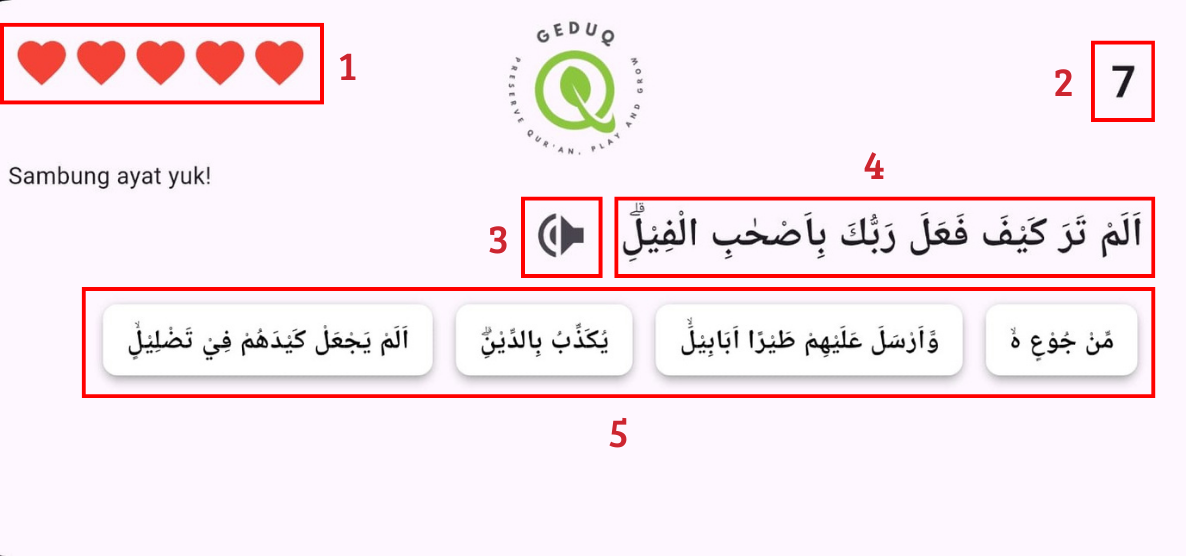 1
GEDUQ
PRESERVE QUR'AN, PLAY AND GROW
2
7
Sambung ayat yuk!
4
3
اَلَمْ تَرَ كَيْفَ فَعَلَ رَبُّكَ بِاَصْحٰبِ الْفِيْلِۗ
مِّنْ جُوْعٍ ەۙ
وَّاَرْسَلَ عَلَيْهِمْ طَيْرًا اَبَابِيْلَۙ
يُكَذِّبُ بِالدِّيْنِۗ
اَلَمْ يَجْعَلْ كَيْدَهُمْ فِيْ تَضْلِيْلٍۙ
5